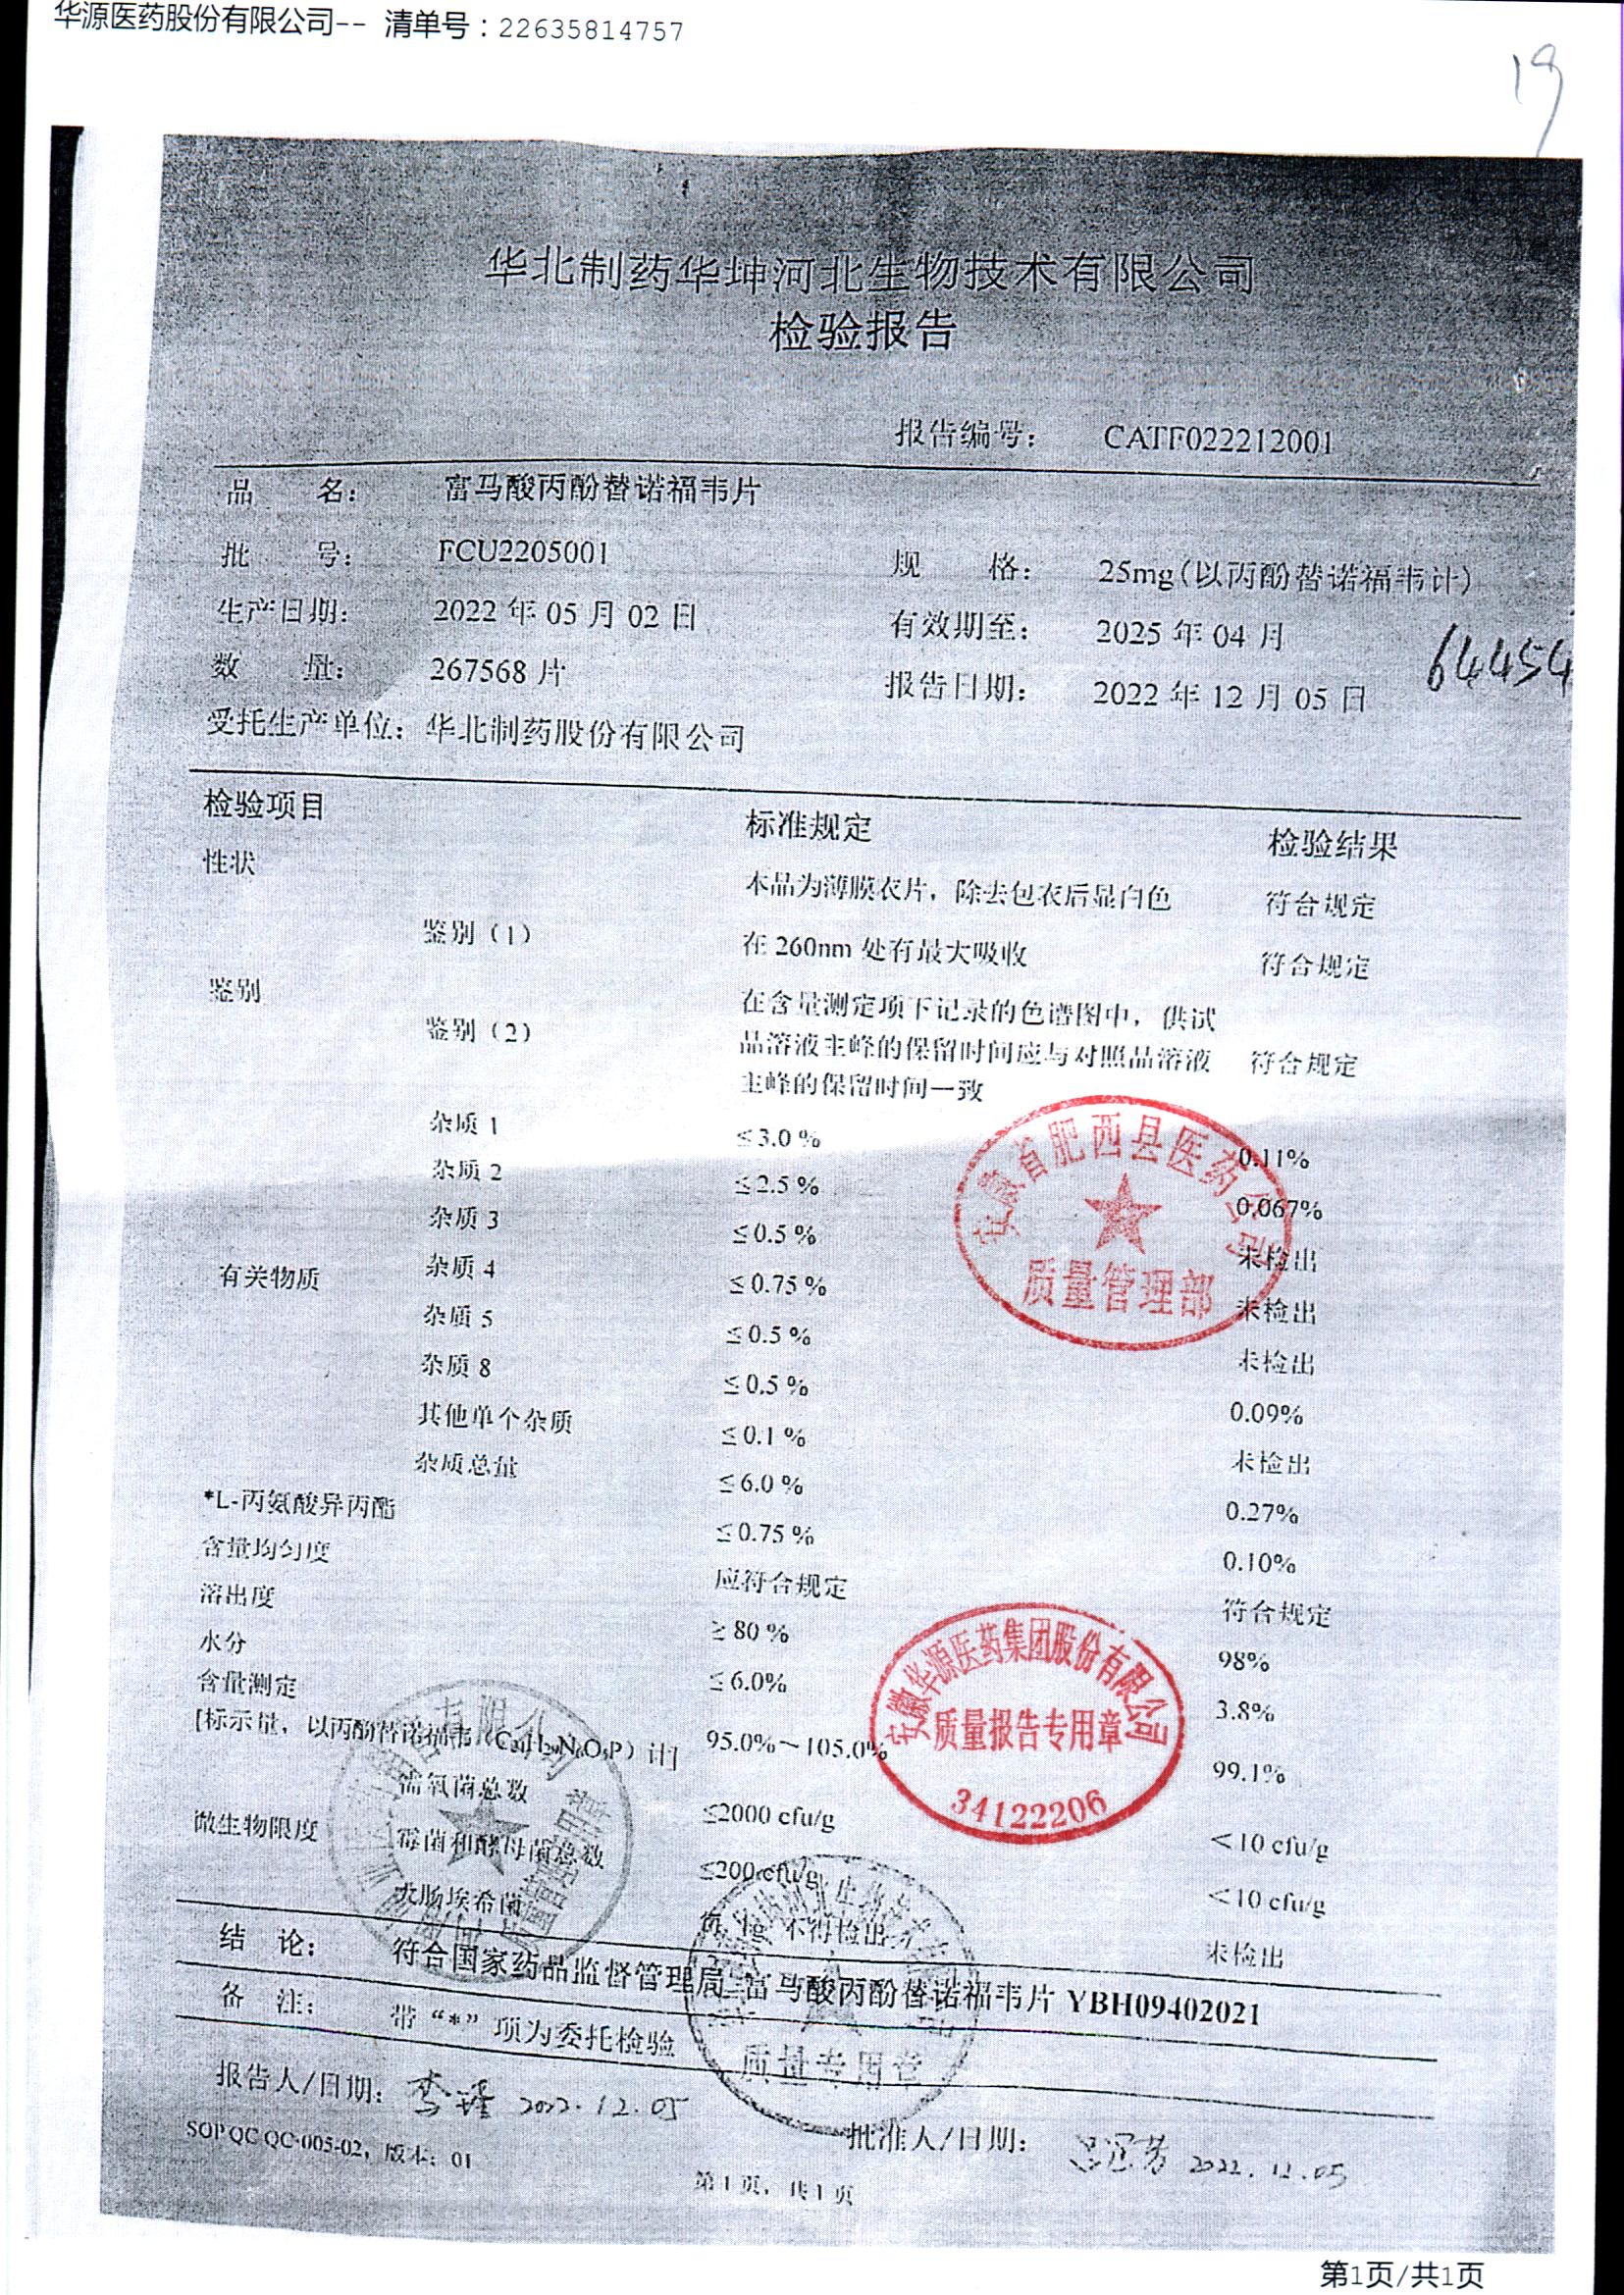 华源医药股份有限公司-- 清单号：22635814757
19
华北制药华坤河北生物技术有限公司
检验报告
报告编号： CATF022212001
品 名： 富马酸丙酚替诺福韦片
批 号： FCU2205001 规 格： 25mg（以丙酚替诺福韦计）
生产日期： 2022 年 05 月 02 日 有效期至： 2025 年 04 月
64454
数 量： 267568 片 报告日期： 2022 年 12 月 05 日
受托生产单位：华北制药股份有限公司
检验项目 标准规定 检验结果
性状 本品为薄膜衣片，除去包衣后显白色 符合规定
鉴别 鉴别（1） 在 260nm 处有最大吸收 符合规定
鉴别（2） 在含量测定项下记录的色谱图中，供试
品溶液主峰的保留时间应与对照品溶液 符合规定
主峰的保留时间一致
有关物质 杂质 1 ≤3.0 % 0.11%
杂质 2 ≤2.5 % 0.067%
杂质 3 ≤0.5 % 未检出
杂质 4 ≤0.75 % 未检出
杂质 5 ≤0.5 % 未检出
杂质 8 ≤0.5 % 0.09%
其他单个杂质 ≤0.1 % 未检出
杂质总量 ≤6.0 % 0.27%
*L-丙氨酸异丙酯 ≤0.75 % 0.10%
含量均匀度 应符合规定 符合规定
溶出度 ≥80 % 98%
水分 ≤6.0% 3.8%
含量测定
[标示量，以丙酚替诺福韦（C₂₁H₂₉N₆O₅P）计] 95.0%～105.0% 99.1%
微生物限度 需氧菌总数 ≤2000 cfu/g ＜10 cfu/g
霉菌和酵母菌总数 ≤200 cfu/g ＜10 cfu/g
大肠埃希菌 每 1g 不得检出 未检出
结 论： 符合国家药品监督管理局 富马酸丙酚替诺福韦片 YBH09402021
备 注： 带“*”项为委托检验
报告人/日期： 2022.12.05
批准人/日期： 2022.12.05
SOP QC QC-005-02，版本：01
第 1 页，共 1 页
安徽省肥西县医药公司
质量管理部
安徽华源医药集团股份有限公司
质量报告专用章
34122206
质量专用章
第1页/共1页